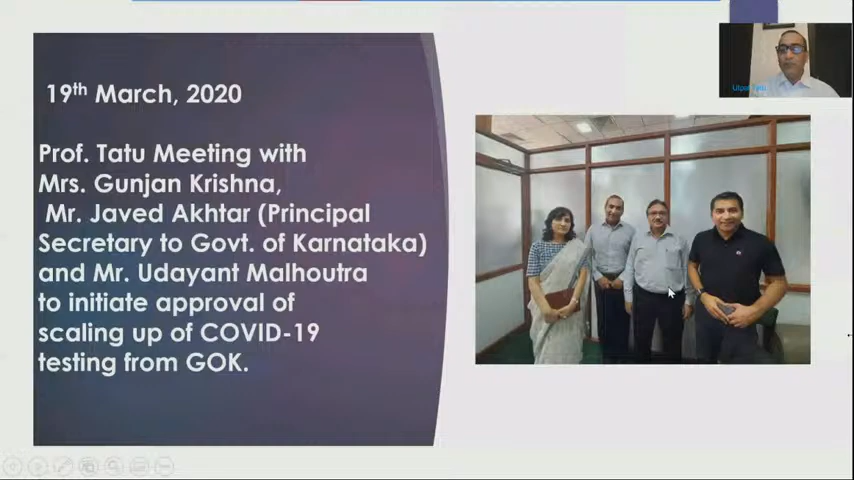 19th March, 2020
Prof. Tatu Meeting with
Mrs. Gunjan Krishna,
Mr. Javed Akhtar (Principal
Secretary to Govt. of Karnataka)
and Mr. Udayant Malhoutra
to initiate approval of
scaling up of COVID-19
testing from GOK.